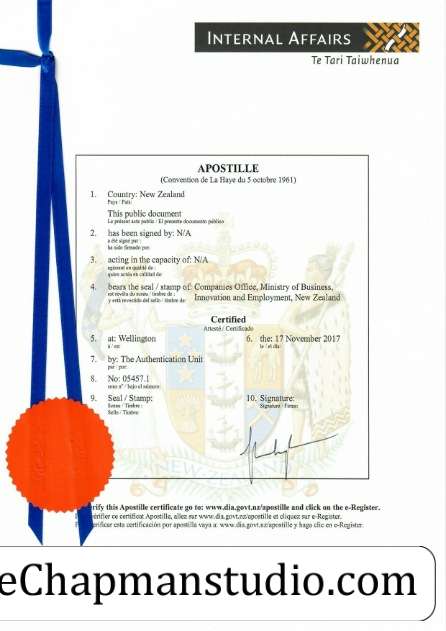 INTERNAL AFFAIRS
Te Tari Taiwhenua
APOSTILLE
(Convention de La Haye du 5 octobre 1961)
1. Country: New Zealand
Pays / País:
This public document
Le présent acte public / El presente documento público
2. has been signed by: N/A
a été signé par :
ha sido firmado por:
3. acting in the capacity of: N/A
agissant en qualité de :
quien actúa en calidad de:
4. bears the seal / stamp of: Companies Office, Ministry of Business,
est revêtu du sceau / timbre de :
Innovation and Employment, New Zealand
y está revestido del sello / timbre de:
Certified
Attesté / Certificado
5. at: Wellington
à / en:
6. the: 17 November 2017
le / el día:
7. by: The Authentication Unit
par / por:
8. No: 05457.1
sous nº / bajo el número:
9. Seal / Stamp:
Sceau / Timbre :
Sello / Timbre:
10. Signature:
Signature / Firma:
NEW ZEALAND
erify this Apostille certificate go to: www.dia.govt.nz/apostille and click on the e-Register.
vérifier ce certificat Apostille, allez sur www.dia.govt.nz/apostille et cliquez sur e-Register.
erificar esta certificación por apostilla vaya a: www.dia.govt.nz/apostille y haga clic en e-Register.
eChapmanstudio.com